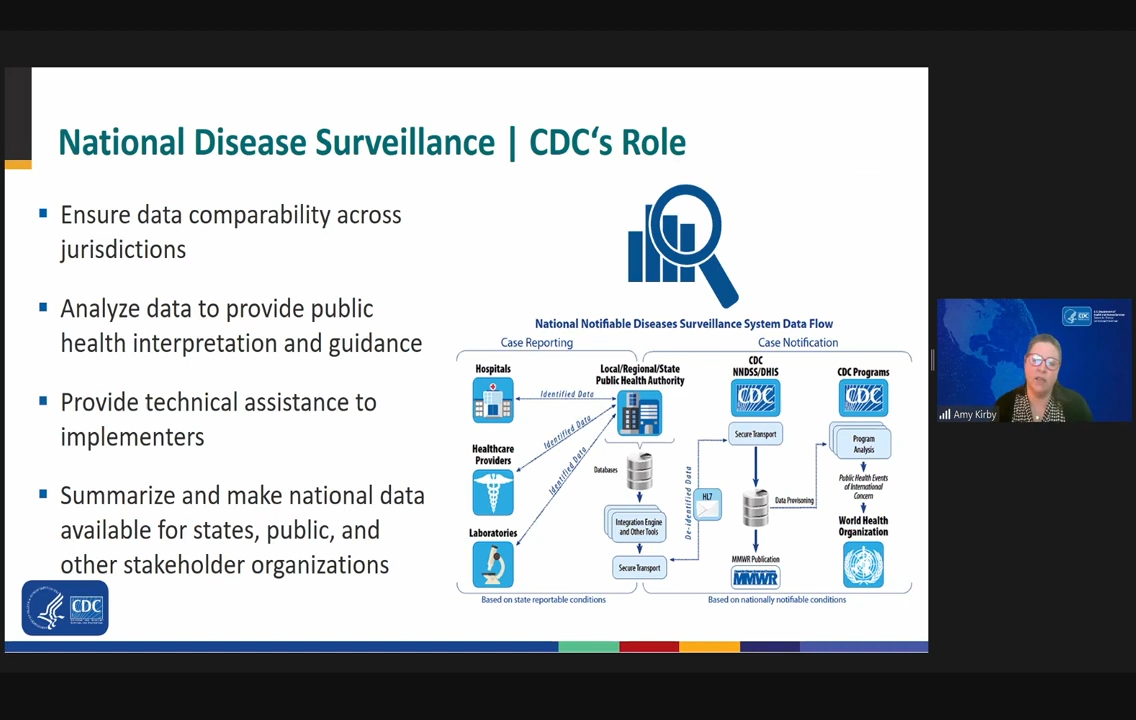 National Disease Surveillance | CDC‘s Role
Ensure data comparability across
jurisdictions
Analyze data to provide public
health interpretation and guidance
Provide technical assistance to
implementers
Summarize and make national data
available for states, public, and
other stakeholder organizations
CDC
National Notifiable Diseases Surveillance System Data Flow
Case Reporting
Case Notification
Hospitals
Local/Regional/State
Public Health Authority
CDC
NNDSS/DHIS
CDC Programs
CDC
CDC
Identified Data
Identified Data
Identified Data
Healthcare
Providers
Databases
Secure Transport
Program
Analysis
De-identified Data
HL7
Data Provisioning
Public Health Events
of International
Concern
Integration Engine
and Other Tools
Laboratories
World Health
Organization
Secure Transport
MMWR Publication
MMWR
Based on state reportable conditions
Based on nationally notifiable conditions
CDC
Amy Kirby